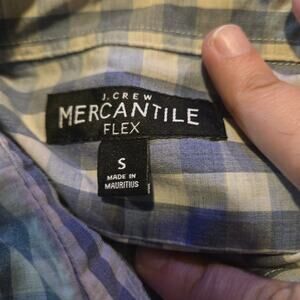 J.CREW
MERCANTILE
FLEX
S
MADE IN
MAURITIUS